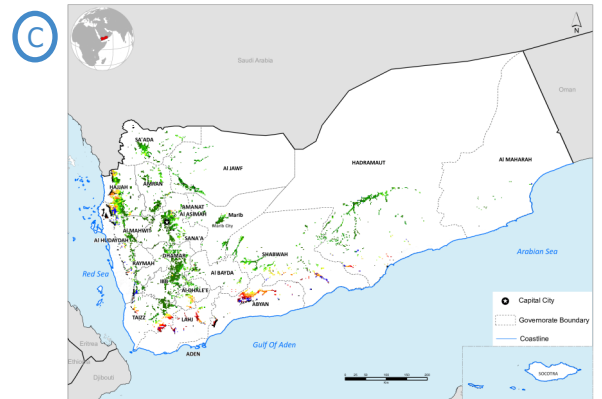 C
N
Saudi Arabia
Oman
SA'ADA
Al JAWF
HADRAMAUT
Al MAHARAH
HAJJAH
AMRAN
AMANAT
Al ASIMAH
Marib
Marib City
Al MAHWIT
Al HUDAYDAH
SANA'A
SHABWAH
Arabian Sea
RAYMAH
DHAMAR
Al BAYDA
Red Sea
IBB
Al DHALE'E
ABYAN
Capital City
TAIZZ
LAHJ
Governorate Boundary
Eritrea
ADEN
Gulf Of Aden
Coastline
Ethiopia
Djibouti
SOCOTRA